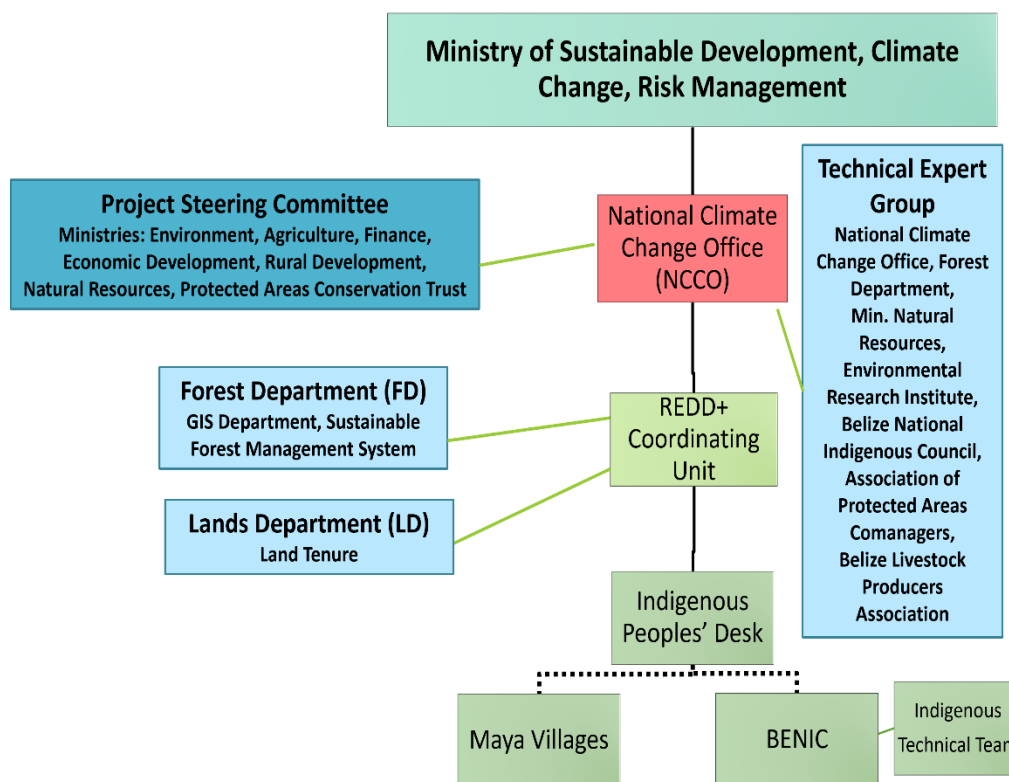 Ministry of Sustainable Development, Climate
Change, Risk Management
Project Steering Committee
Ministries: Environment, Agriculture, Finance,
Economic Development, Rural Development,
Natural Resources, Protected Areas Conservation Trust
National Climate
Change Office
(NCCO)
Technical Expert
Group
National Climate
Change Office, Forest
Department,
Min. Natural
Resources,
Environmental
Research Institute,
Belize National
Indigenous Council,
Association of
Protected Areas
Comanagers,
Belize Livestock
Producers
Association
Forest Department (FD)
GIS Department, Sustainable
Forest Management System
REDD+
Coordinating
Unit
Lands Department (LD)
Land Tenure
Indigenous
Peoples’ Desk
Maya Villages
BENIC
Indigenous
Technical Team